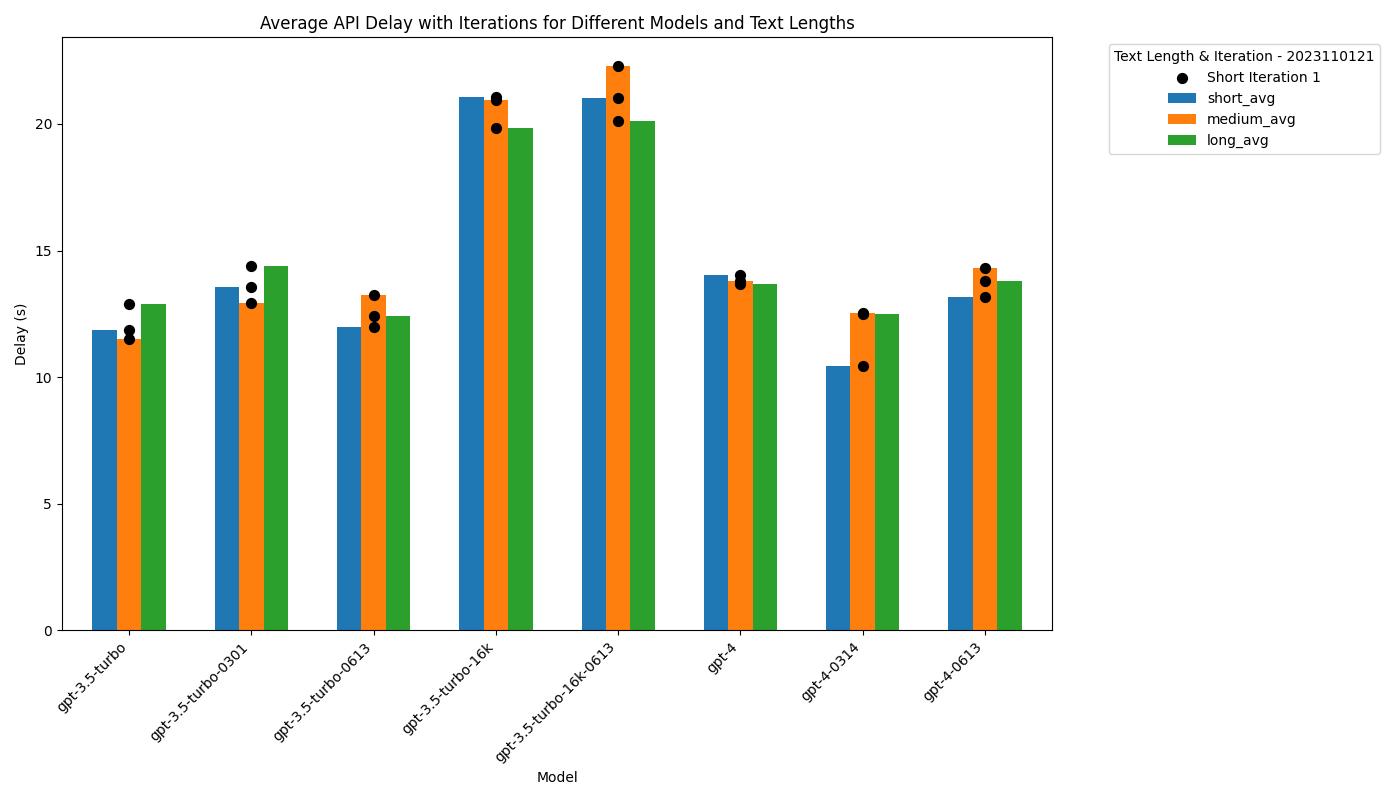 Average API Delay with Iterations for Different Models and Text Lengths
Text Length & Iteration - 2023110121
Short Iteration 1
short_avg
medium_avg
long_avg
Delay (s)
20
15
10
5
0
gpt-3.5-turbo
gpt-3.5-turbo-0301
gpt-3.5-turbo-0613
gpt-3.5-turbo-16k
gpt-3.5-turbo-16k-0613
gpt-4
gpt-4-0314
gpt-4-0613
Model